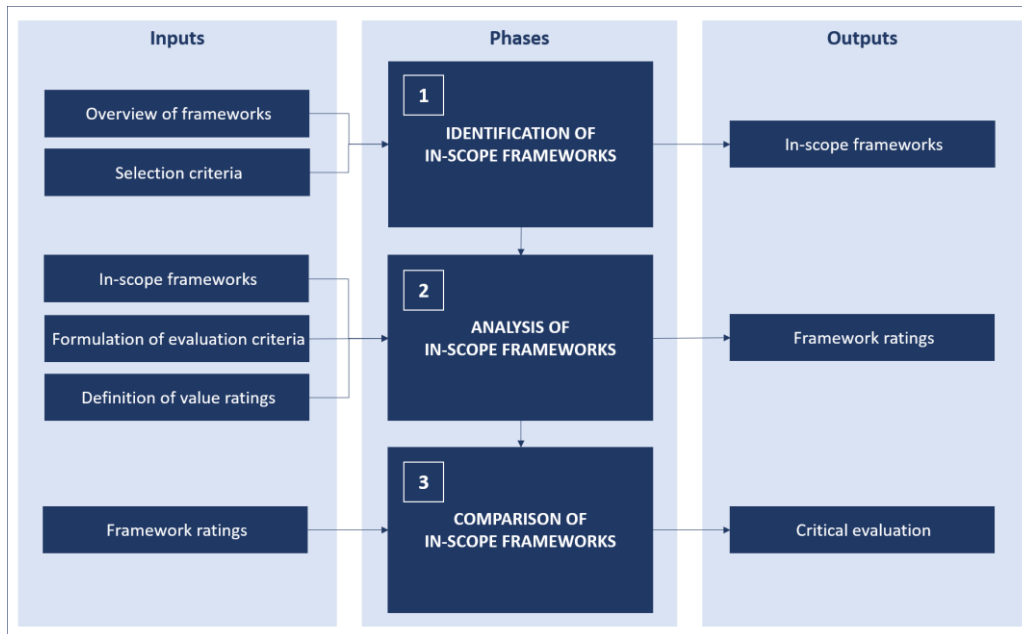 Inputs
Phases
Outputs
Overview of frameworks
Selection criteria
1
IDENTIFICATION OF
IN-SCOPE FRAMEWORKS
In-scope frameworks
In-scope frameworks
Formulation of evaluation criteria
Definition of value ratings
2
ANALYSIS OF
IN-SCOPE FRAMEWORKS
Framework ratings
Framework ratings
3
COMPARISON OF
IN-SCOPE FRAMEWORKS
Critical evaluation